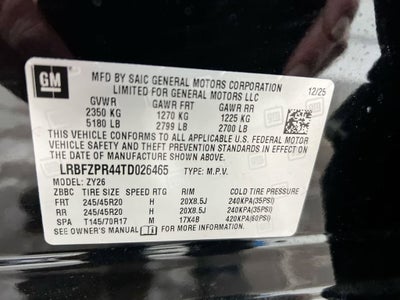 GM
MFD BY SAIC GENERAL MOTORS CORPORATION
LIMITED FOR GENERAL MOTORS LLC
12/25
GVWR GAWR FRT GAWR RR
2350 KG 1270 KG 1225 KG
5180 LB 2799 LB 2700 LB
THIS VEHICLE CONFORMS TO ALL APPLICABLE U.S. FEDERAL MOTOR
VEHICLE SAFETY AND THEFT PREVENTION STANDARDS IN
EFFECT ON THE DATE OF MANUFACTURE SHOWN ABOVE.
LRBFZPR44TD026465 TYPE: M.P.V.
MODEL: ZY26
ZBBC TIRE SIZE SPEED RTG RIM COLD TIRE PRESSURE
FRT 245/45R20 H 20X8.5J 240KPA(35PSI)
RR 245/45R20 H 20X8.5J 240KPA(35PSI)
SPA T145/70R17 M 17X4B 420KPA(60PSI)
SEE OWNER'S MANUAL FOR MORE INFORMATION.